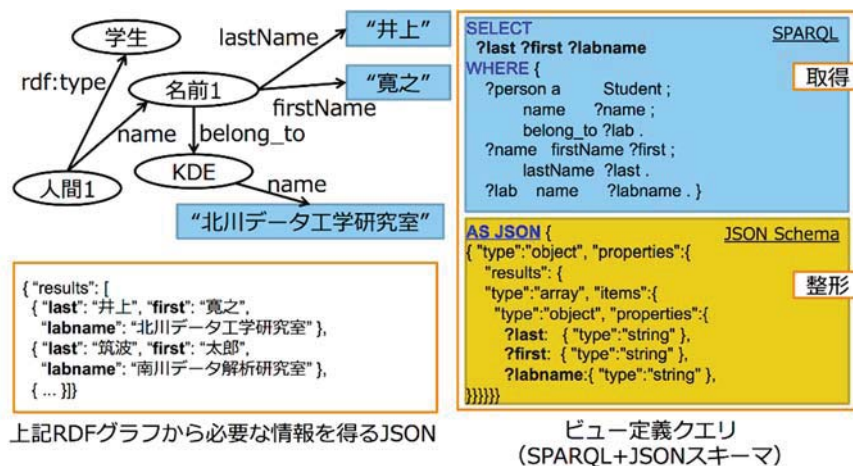 学生
rdf:type
lastName
"井上"
名前1
"寛之"
firstName
name
belong_to
人間1
KDE
name
"北川データ工学研究室"
{ "results": [
{ "last": "井上", "first": "寛之",
"labname": "北川データ工学研究室" },
{ "last": "筑波", "first": "太郎",
"labname": "南川データ解析研究室" },
{ ... }]}
上記RDFグラフから必要な情報を得るJSON
SELECT
SPARQL
?last ?first ?labname
WHERE {
取得
?person a Student ;
name ?name ;
belong_to ?lab .
?name firstName ?first ;
lastName ?last .
?lab name ?labname . }
AS JSON {
JSON Schema
{ "type":"object", "properties":{
"results": {
整形
"type":"array", "items":{
"type":"object", "properties":{
?last: { "type":"string" },
?first: { "type":"string" },
?labname:{ "type":"string" },
}}}}}}
ビュー定義クエリ
(SPARQL+JSONスキーマ)